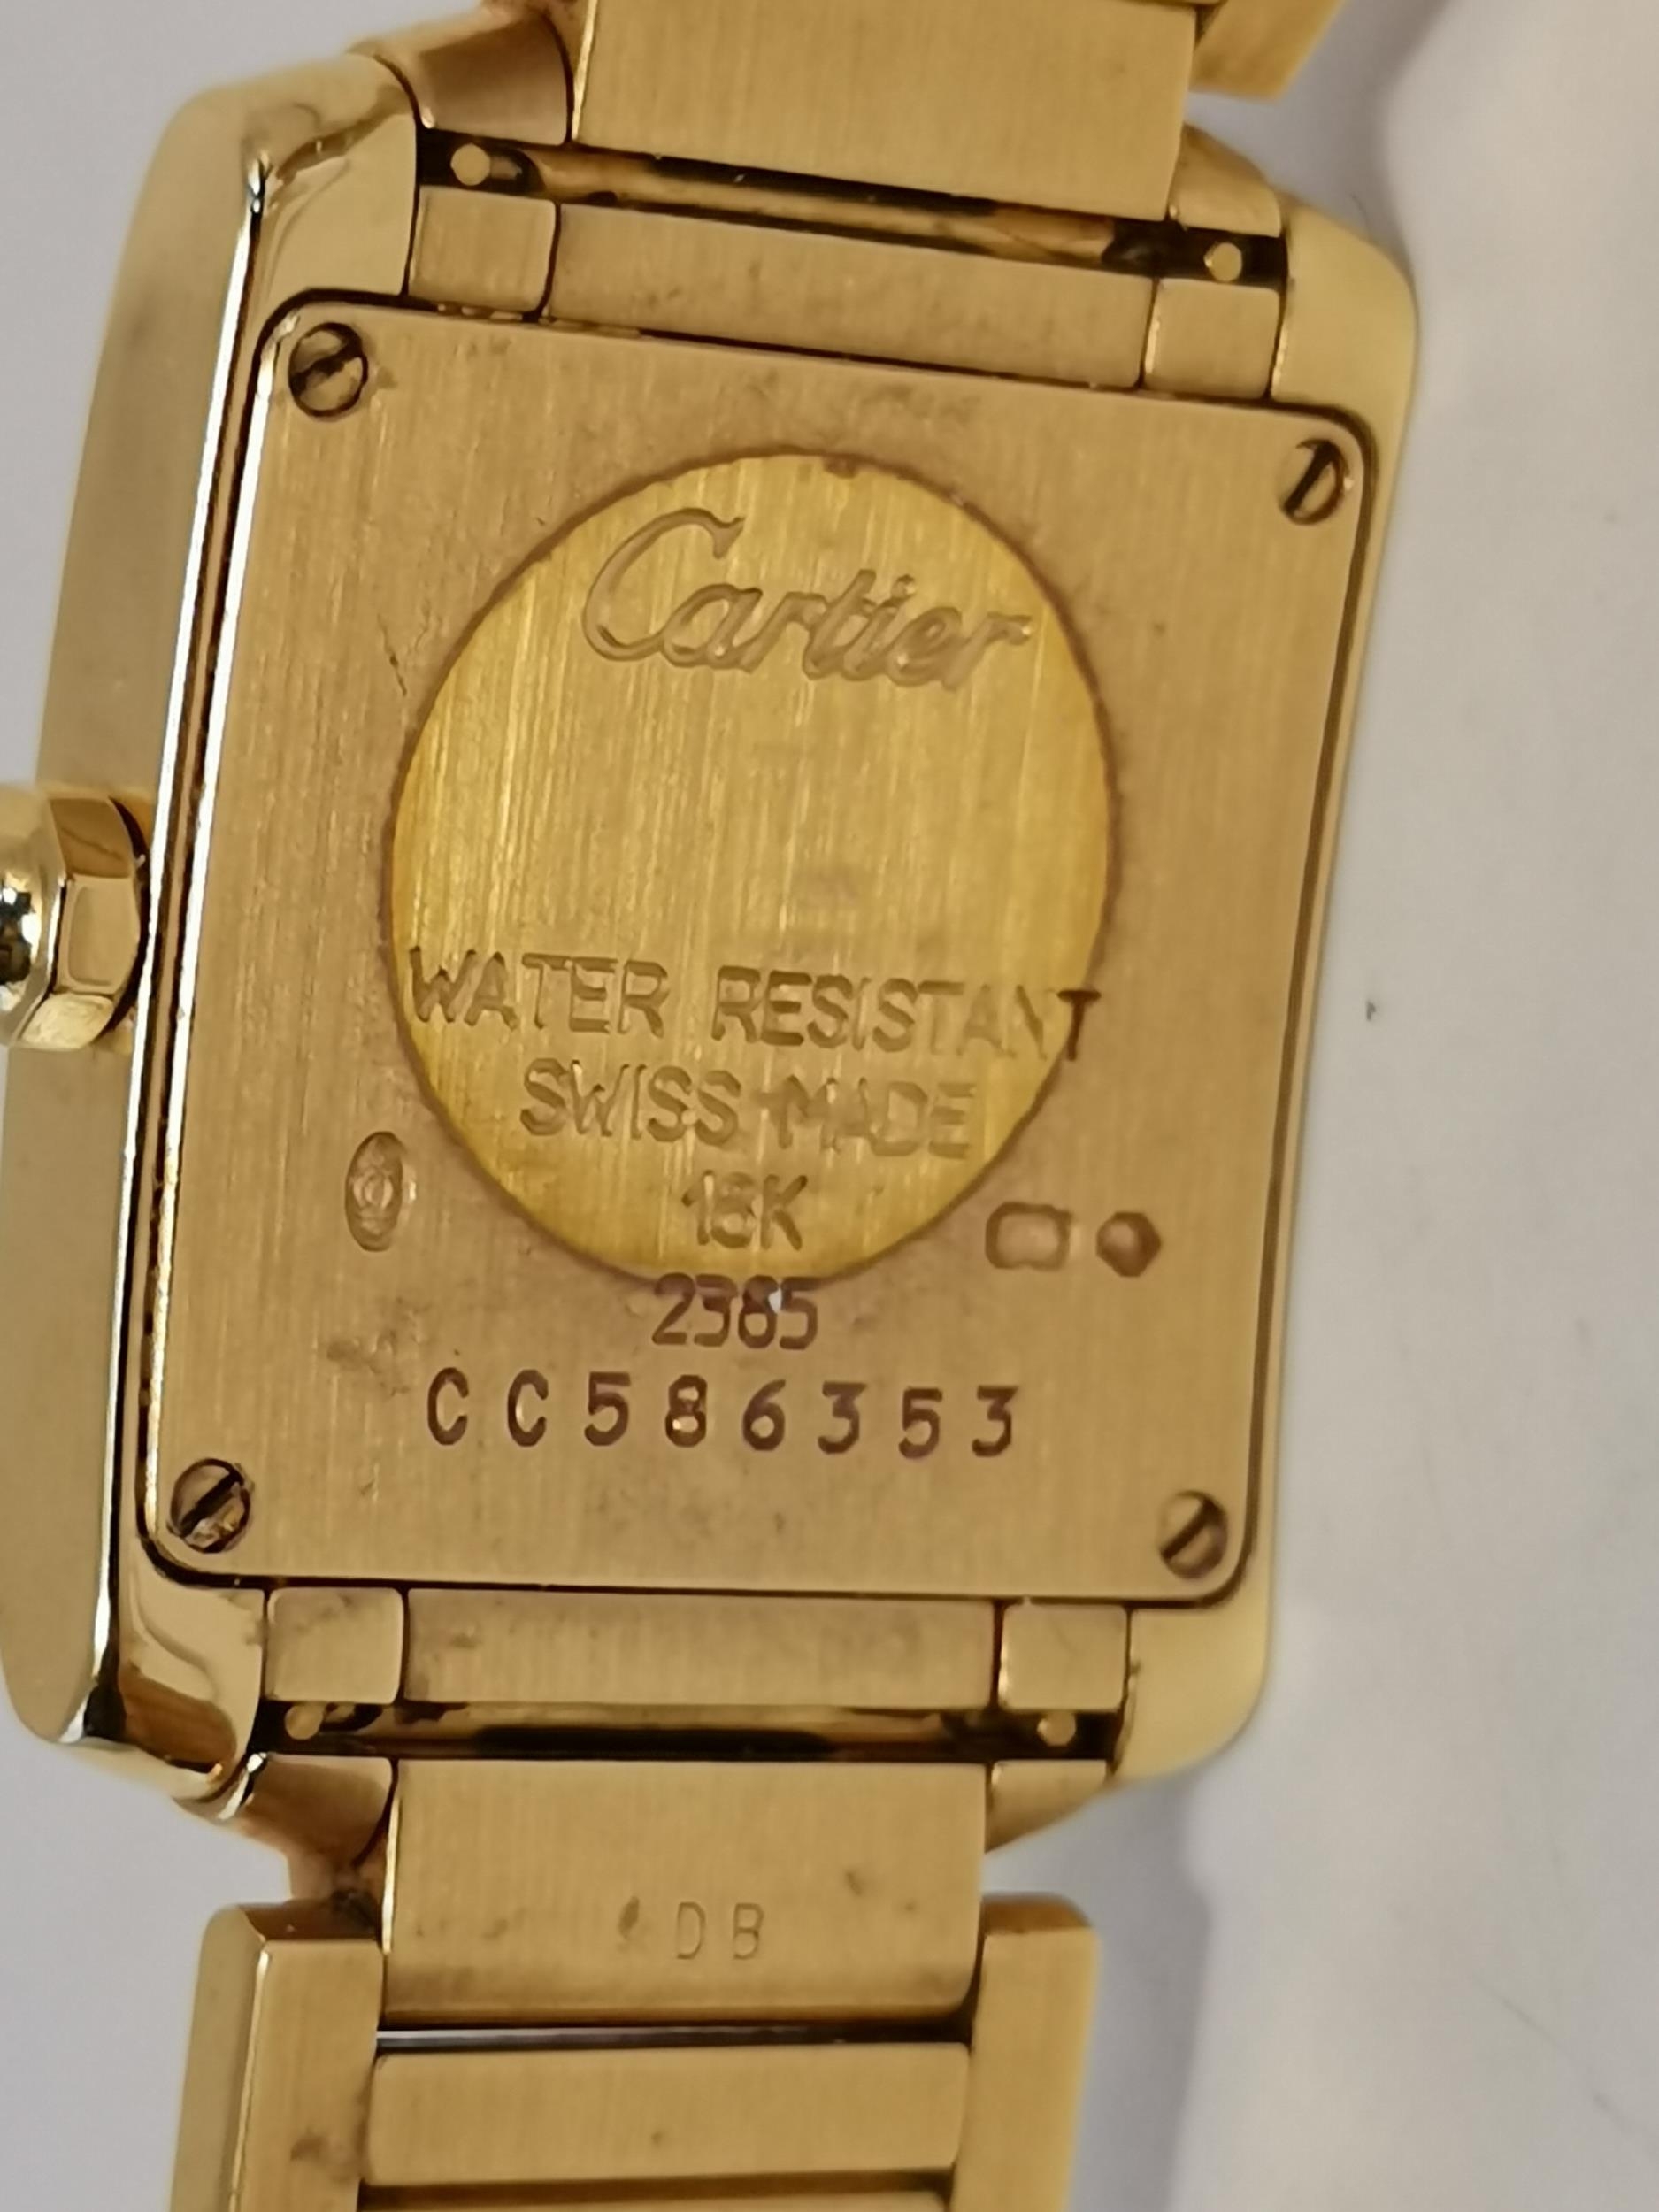 Cartier
WATER RESISTANT
SWISS MADE
18K
2385
CC586353
DB